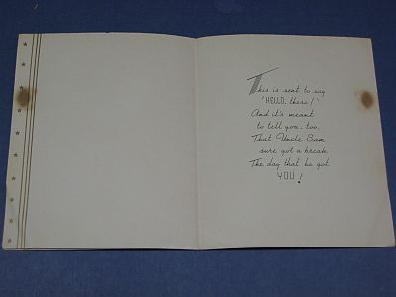 This is sent to say
'HELLO, there!'
And it's meant
to tell you, too,
That Uncle Sam
sure got a break
The day that he got
YOU!